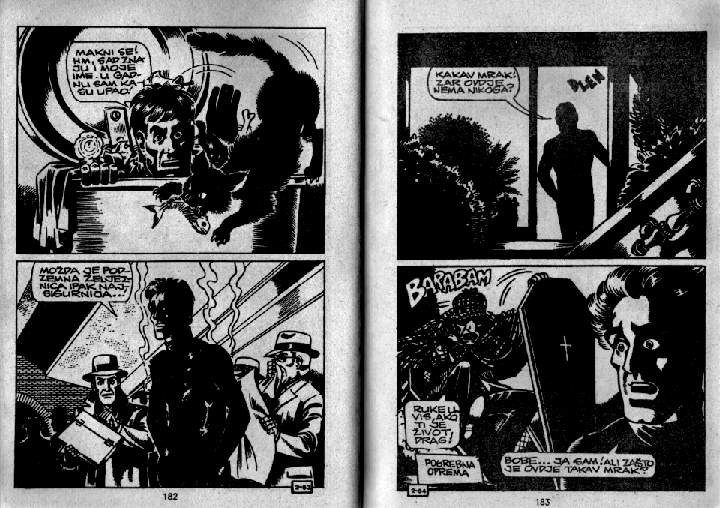 MAKNI SE!
HM, SAD ZNA-
JU I MOJE
IME. U GAD-
NU SAM KA-
ŠU UPAO.
MOŽDA JE POD-
ZEMNA ŽELJEZ-
NICA IPAK NAJ-
SIGURNIJA...
2-63
182
KAKAV MRAK!
ZAR OVDJE
NEMA NIKOGA?
DLEN
BARABAM
RUKE U
VIS, AKO
TI JE
ŽIVOT
DRAG!
POGREBNA
OPREMA
BOBE... JA SAM! ALI ZAŠTO
JE OVDJE TAKAV MRAK?
2-64
183